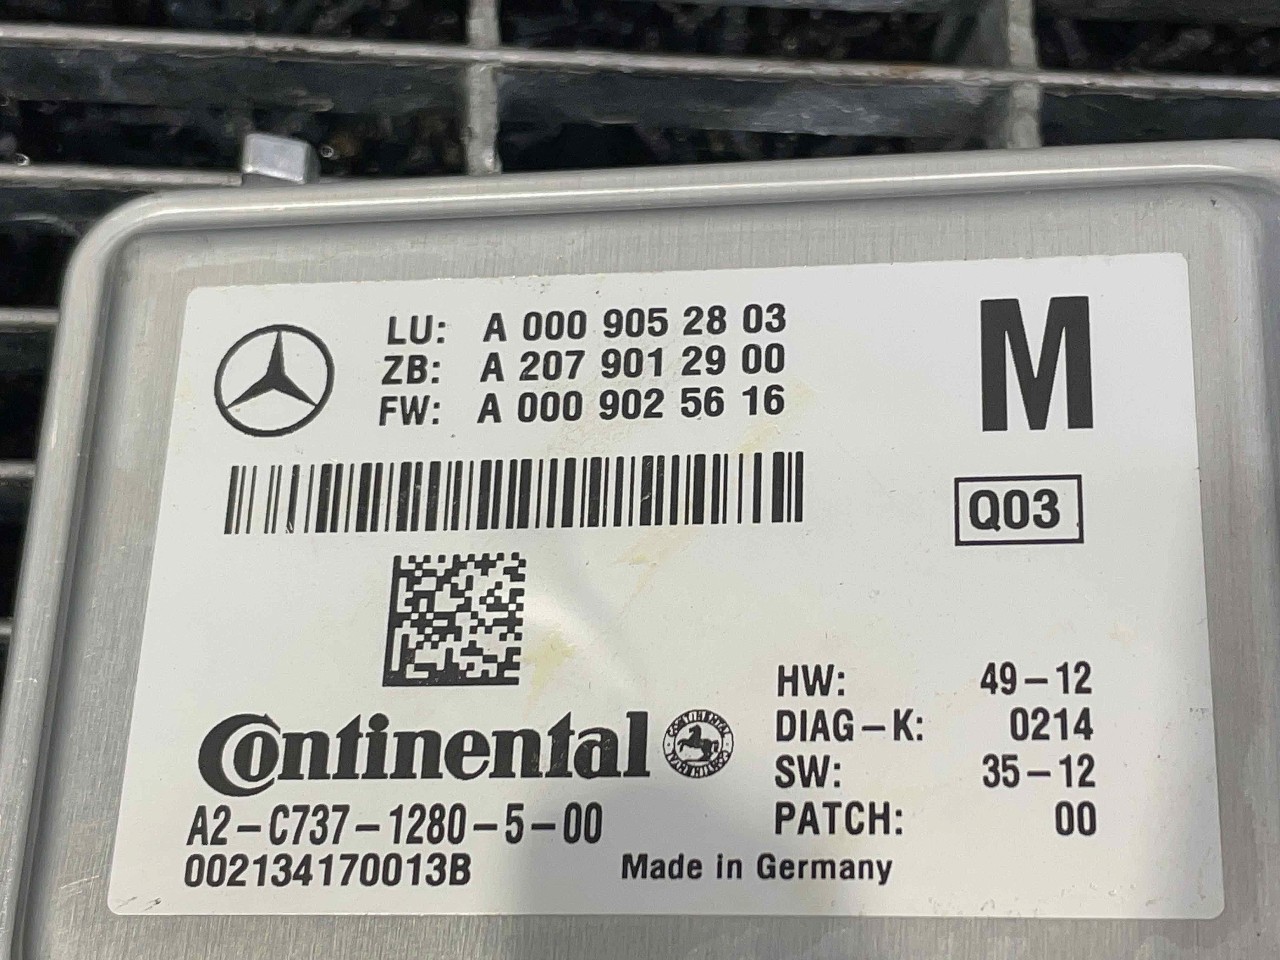 LU: A 000 905 28 03
ZB: A 207 901 29 00
FW: A 000 902 56 16
M
Q03
HW: 49-12
DIAG-K: 0214
SW: 35-12
PATCH: 00
Continental
CONTINENTAL
A2-C737-1280-5-00
002134170013B
Made in Germany